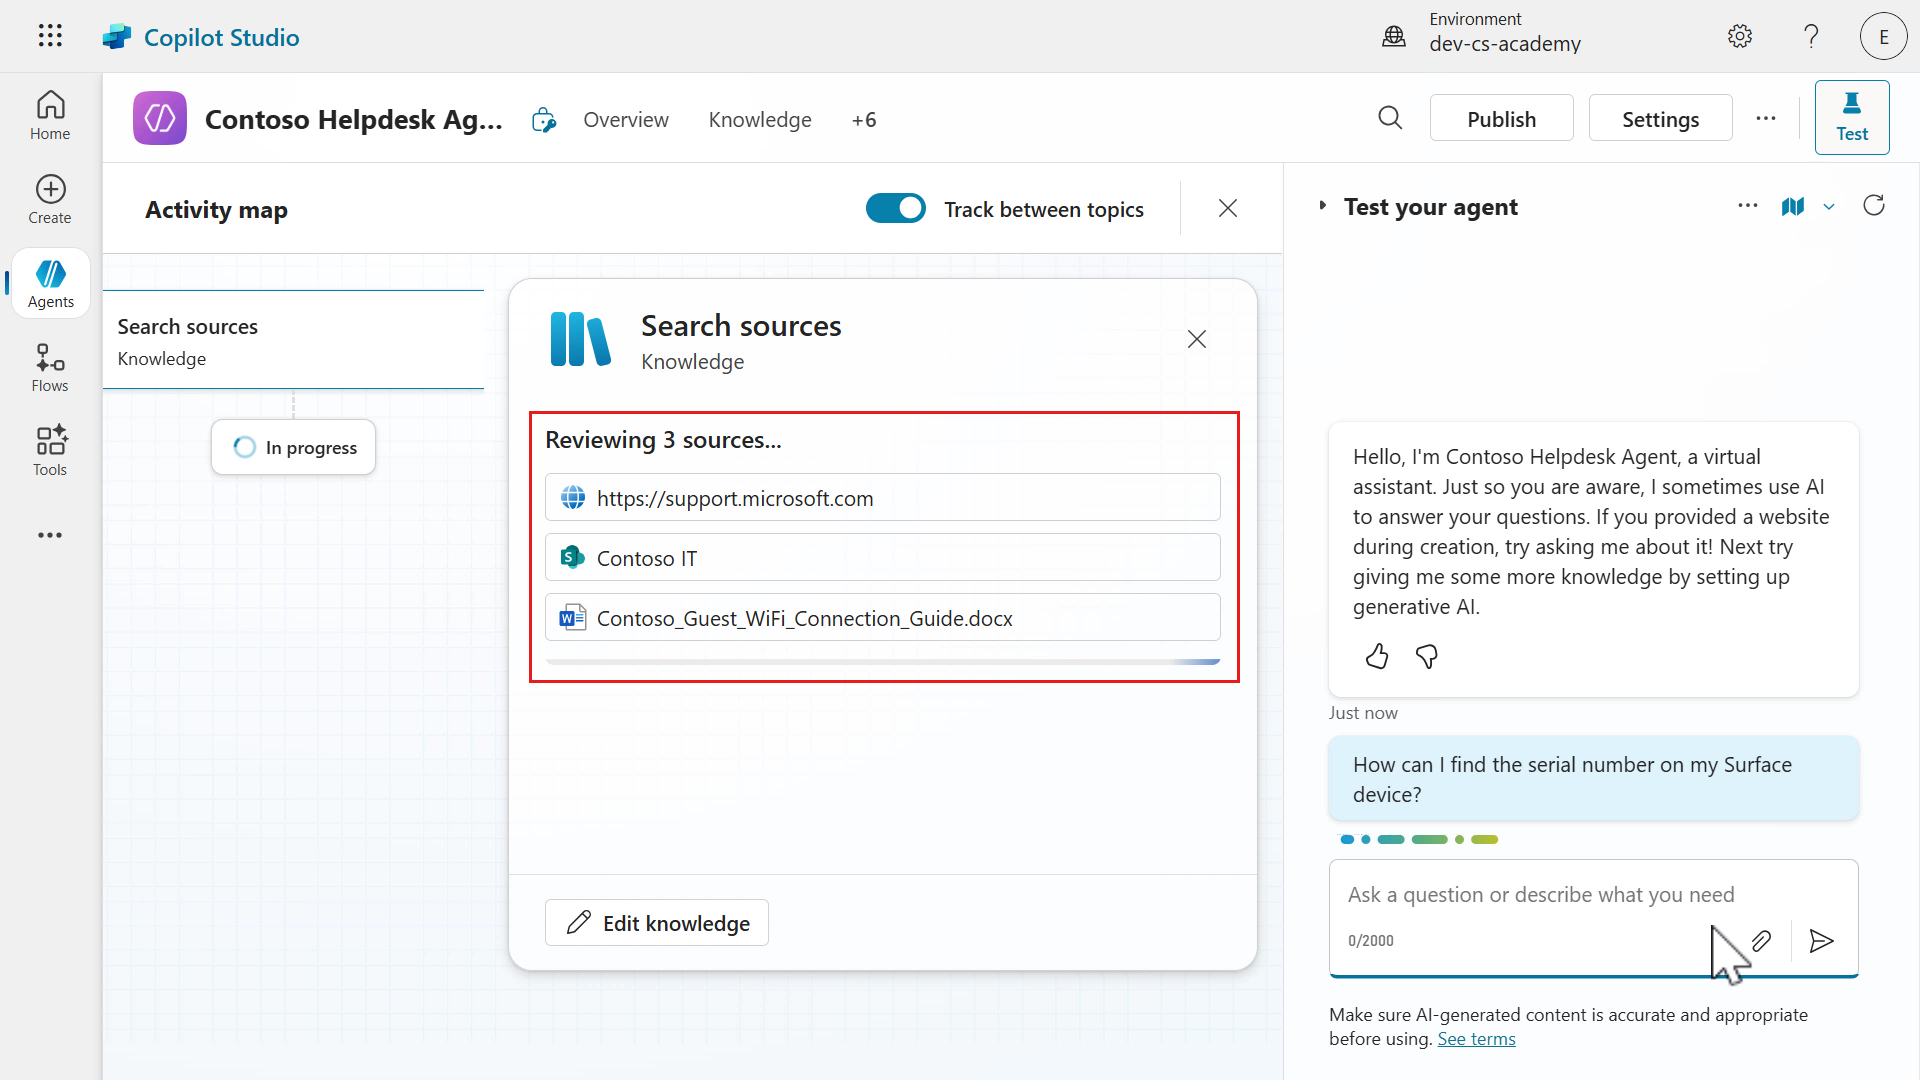 Copilot Studio
Environment
dev-cs-academy
E
Home
Create
Agents
Flows
Tools
Contoso Helpdesk Ag...
Overview
Knowledge
+6
Publish
Settings
Test
Activity map
Track between topics
Search sources
Knowledge
In progress
Search sources
Knowledge
Reviewing 3 sources...
https://support.microsoft.com
Contoso IT
Contoso_Guest_WiFi_Connection_Guide.docx
Edit knowledge
Test your agent
Hello, I'm Contoso Helpdesk Agent, a virtual
assistant. Just so you are aware, I sometimes use AI
to answer your questions. If you provided a website
during creation, try asking me about it! Next try
giving me some more knowledge by setting up
generative AI.
Just now
How can I find the serial number on my Surface
device?
Ask a question or describe what you need
0/2000
Make sure AI-generated content is accurate and appropriate
before using. See terms